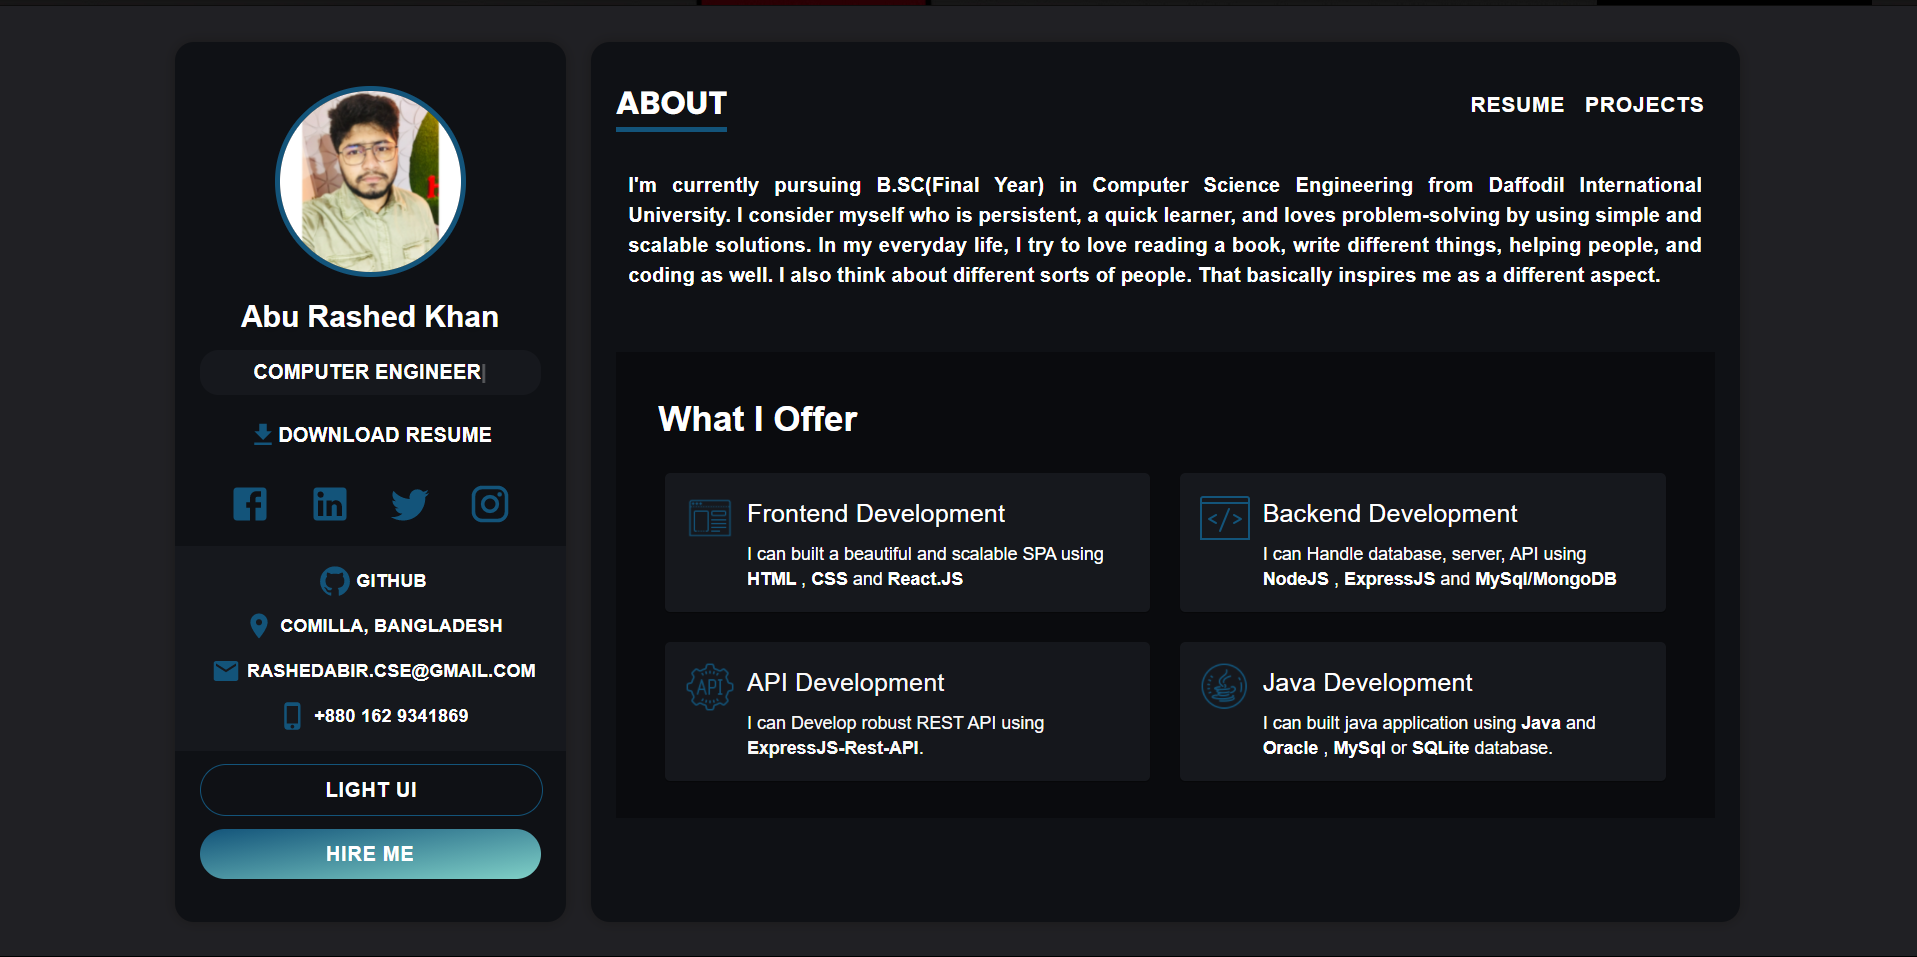 Abu Rashed Khan
COMPUTER ENGINEER|
DOWNLOAD RESUME
GITHUB
COMILLA, BANGLADESH
RASHEDABIR.CSE@GMAIL.COM
+880 162 9341869
LIGHT UI
HIRE ME
ABOUT
RESUME PROJECTS
I'm currently pursuing B.SC(Final Year) in Computer Science Engineering from Daffodil International
University. I consider myself who is persistent, a quick learner, and loves problem-solving by using simple and
scalable solutions. In my everyday life, I try to love reading a book, write different things, helping people, and
coding as well. I also think about different sorts of people. That basically inspires me as a different aspect.
What I Offer
Frontend Development
I can built a beautiful and scalable SPA using
HTML , CSS and React.JS
</> Backend Development
I can Handle database, server, API using
NodeJS , ExpressJS and MySql/MongoDB
API API Development
I can Develop robust REST API using
ExpressJS-Rest-API.
Java Development
I can built java application using Java and
Oracle , MySql or SQLite database.